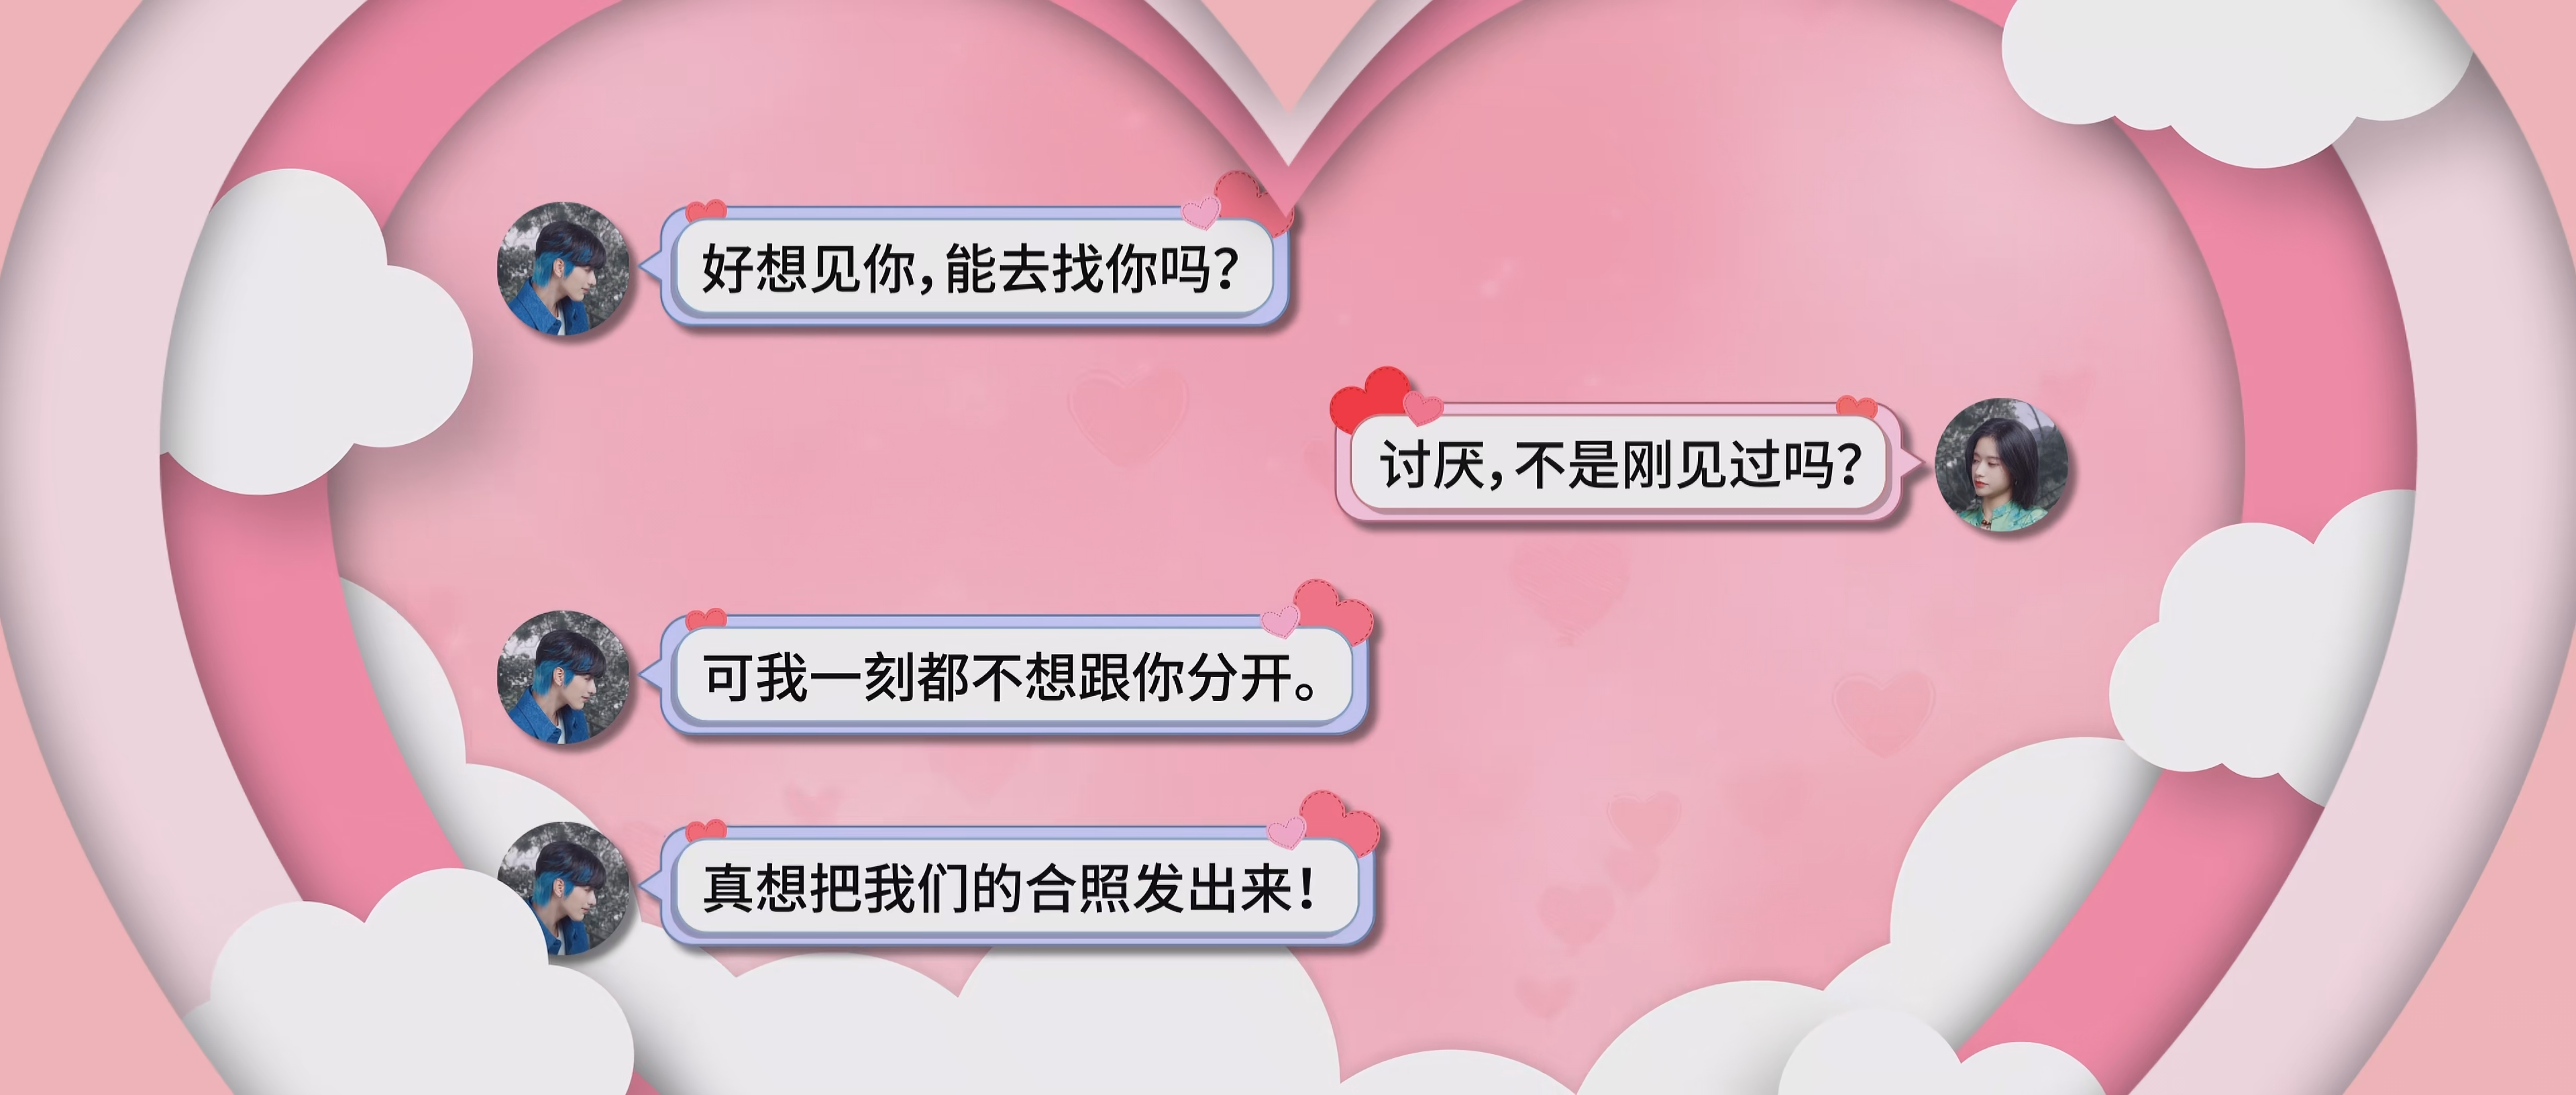 好想见你，能去找你吗？
讨厌，不是刚见过吗？
可我一刻都不想跟你分开。
真想把我们的合照发出来！